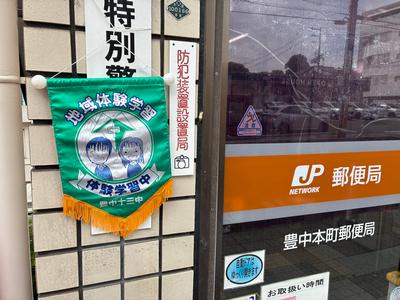 特別警
防犯装置設置局
地域体験学習
体験学習中
豊中十三中
JP
NETWORK
郵便局
豊中本町郵便局
お取扱い時間